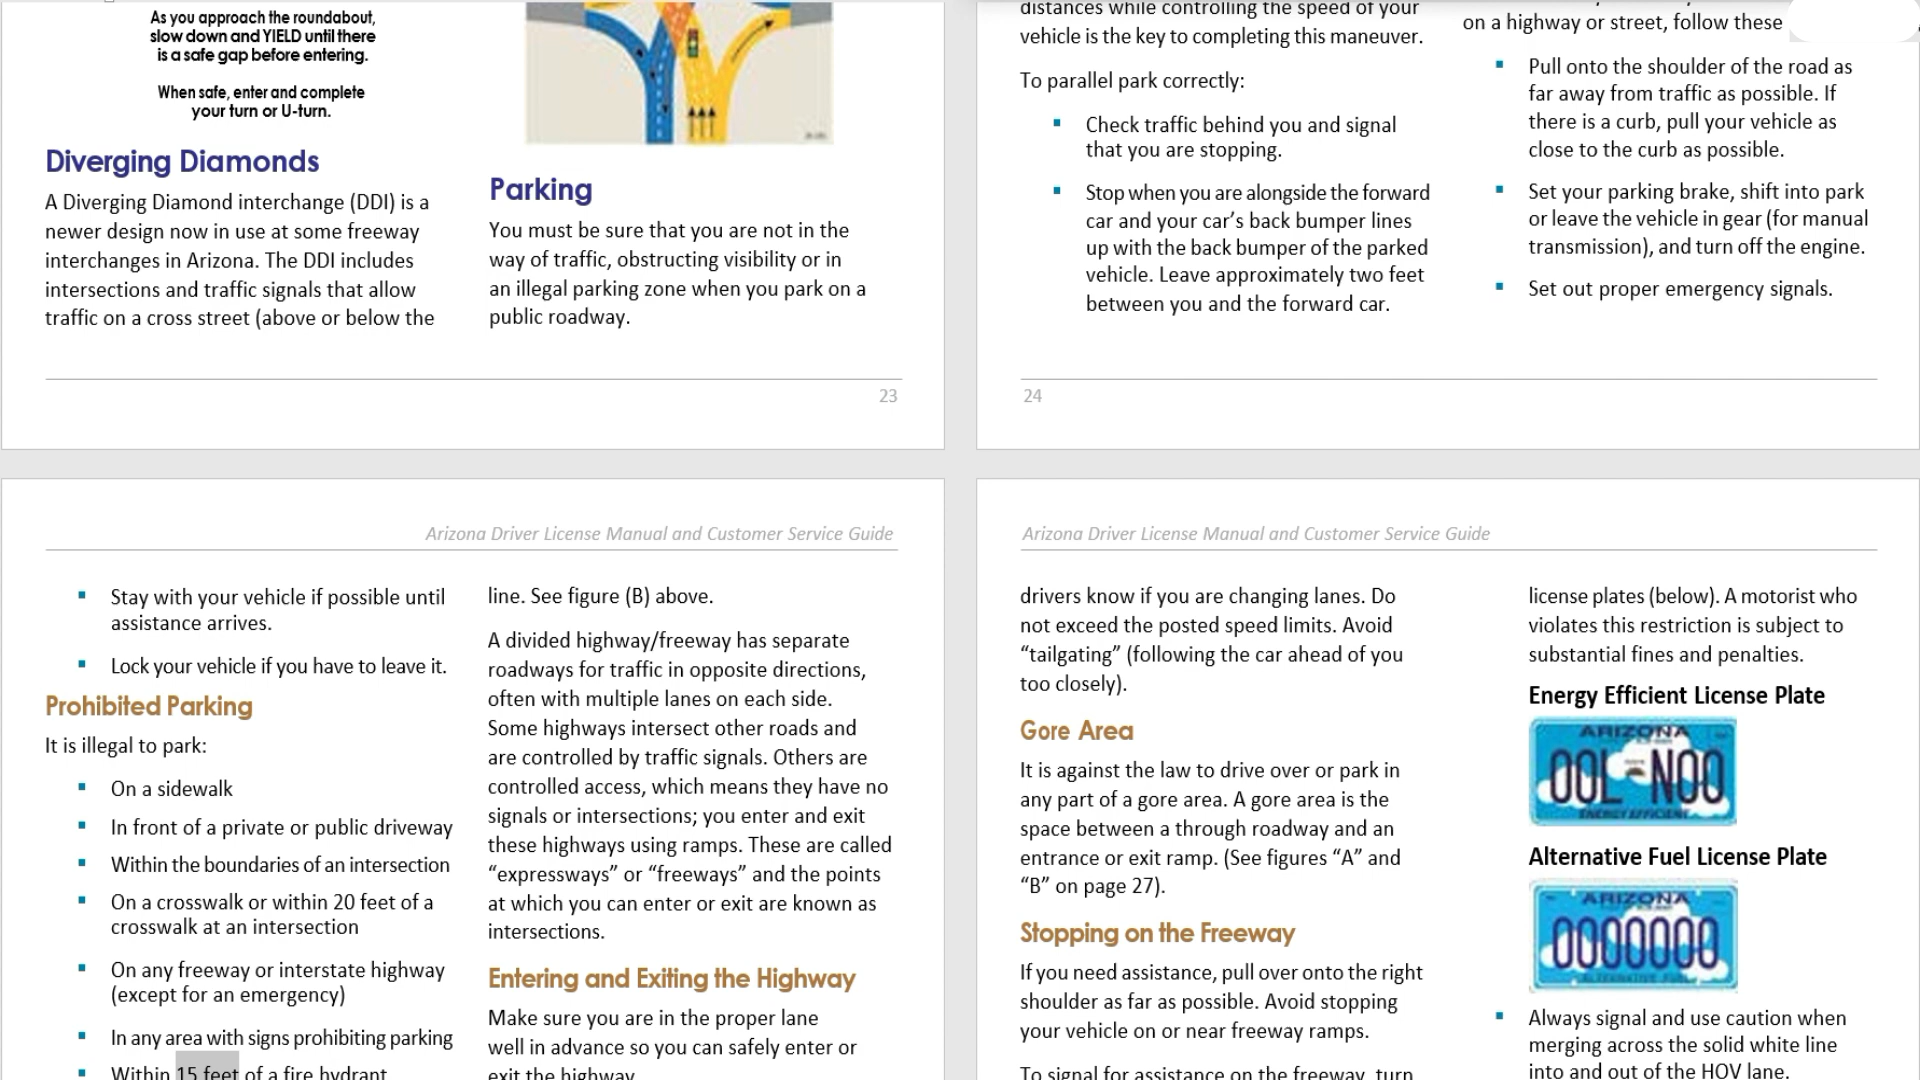 As you approach the roundabout,
slow down and YIELD until there
is a safe gap before entering.
When safe, enter and complete
your turn or U-turn.
Diverging Diamonds
A Diverging Diamond interchange (DDI) is a
newer design now in use at some freeway
interchanges in Arizona. The DDI includes
intersections and traffic signals that allow
traffic on a cross street (above or below the
Parking
You must be sure that you are not in the
way of traffic, obstructing visibility or in
an illegal parking zone when you park on a
public roadway.
23
distances while controlling the speed of your
vehicle is the key to completing this maneuver.
To parallel park correctly:
Check traffic behind you and signal
that you are stopping.
Stop when you are alongside the forward
car and your car’s back bumper lines
up with the back bumper of the parked
vehicle. Leave approximately two feet
between you and the forward car.
on a highway or street, follow these
Pull onto the shoulder of the road as
far away from traffic as possible. If
there is a curb, pull your vehicle as
close to the curb as possible.
Set your parking brake, shift into park
or leave the vehicle in gear (for manual
transmission), and turn off the engine.
Set out proper emergency signals.
24
Arizona Driver License Manual and Customer Service Guide
Stay with your vehicle if possible until
assistance arrives.
Lock your vehicle if you have to leave it.
Prohibited Parking
It is illegal to park:
On a sidewalk
In front of a private or public driveway
Within the boundaries of an intersection
On a crosswalk or within 20 feet of a
crosswalk at an intersection
On any freeway or interstate highway
(except for an emergency)
In any area with signs prohibiting parking
Within 15 feet of a fire hydrant
line. See figure (B) above.
A divided highway/freeway has separate
roadways for traffic in opposite directions,
often with multiple lanes on each side.
Some highways intersect other roads and
are controlled by traffic signals. Others are
controlled access, which means they have no
signals or intersections; you enter and exit
these highways using ramps. These are called
“expressways” or “freeways” and the points
at which you can enter or exit are known as
intersections.
Entering and Exiting the Highway
Make sure you are in the proper lane
well in advance so you can safely enter or
exit the highway.
Arizona Driver License Manual and Customer Service Guide
drivers know if you are changing lanes. Do
not exceed the posted speed limits. Avoid
“tailgating” (following the car ahead of you
too closely).
Gore Area
It is against the law to drive over or park in
any part of a gore area. A gore area is the
space between a through roadway and an
entrance or exit ramp. (See figures “A” and
“B” on page 27).
Stopping on the Freeway
If you need assistance, pull over onto the right
shoulder as far as possible. Avoid stopping
your vehicle on or near freeway ramps.
To signal for assistance on the freeway, turn
license plates (below). A motorist who
violates this restriction is subject to
substantial fines and penalties.
Energy Efficient License Plate
ARIZONA
00L N00
ENERGY EFFICIENT
Alternative Fuel License Plate
ARIZONA
0000000
ALTERNATIVE FUEL
Always signal and use caution when
merging across the solid white line
into and out of the HOV lane.